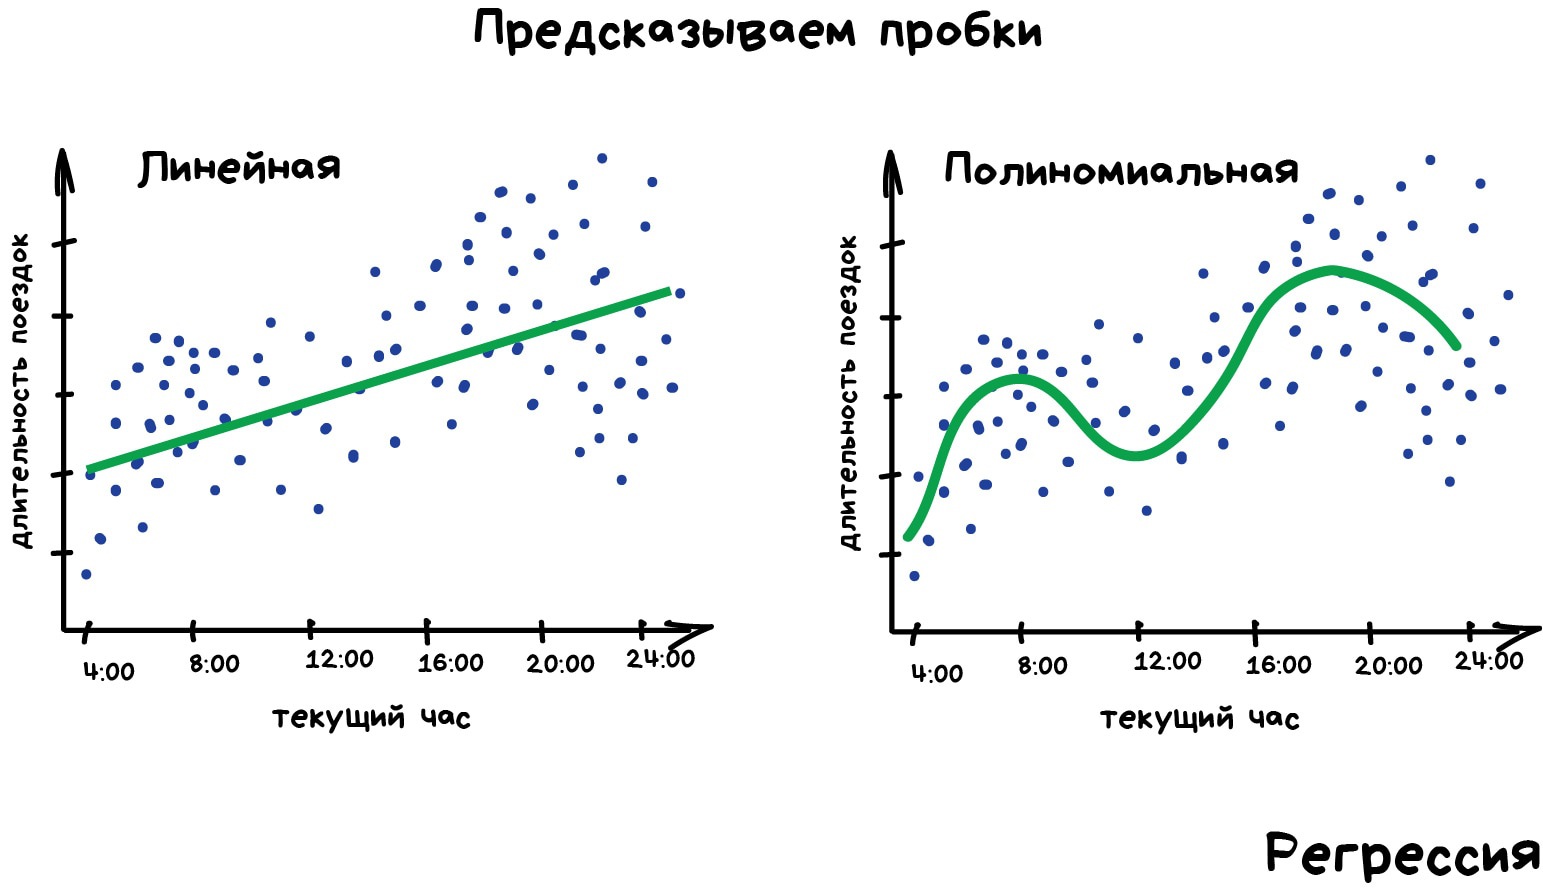 Предсказываем пробки
Линейная
длительность поездок
4:00 8:00 12:00 16:00 20:00 24:00
текущий час
Полиномиальная
длительность поездок
4:00 8:00 12:00 16:00 20:00 24:00
текущий час
Регрессия